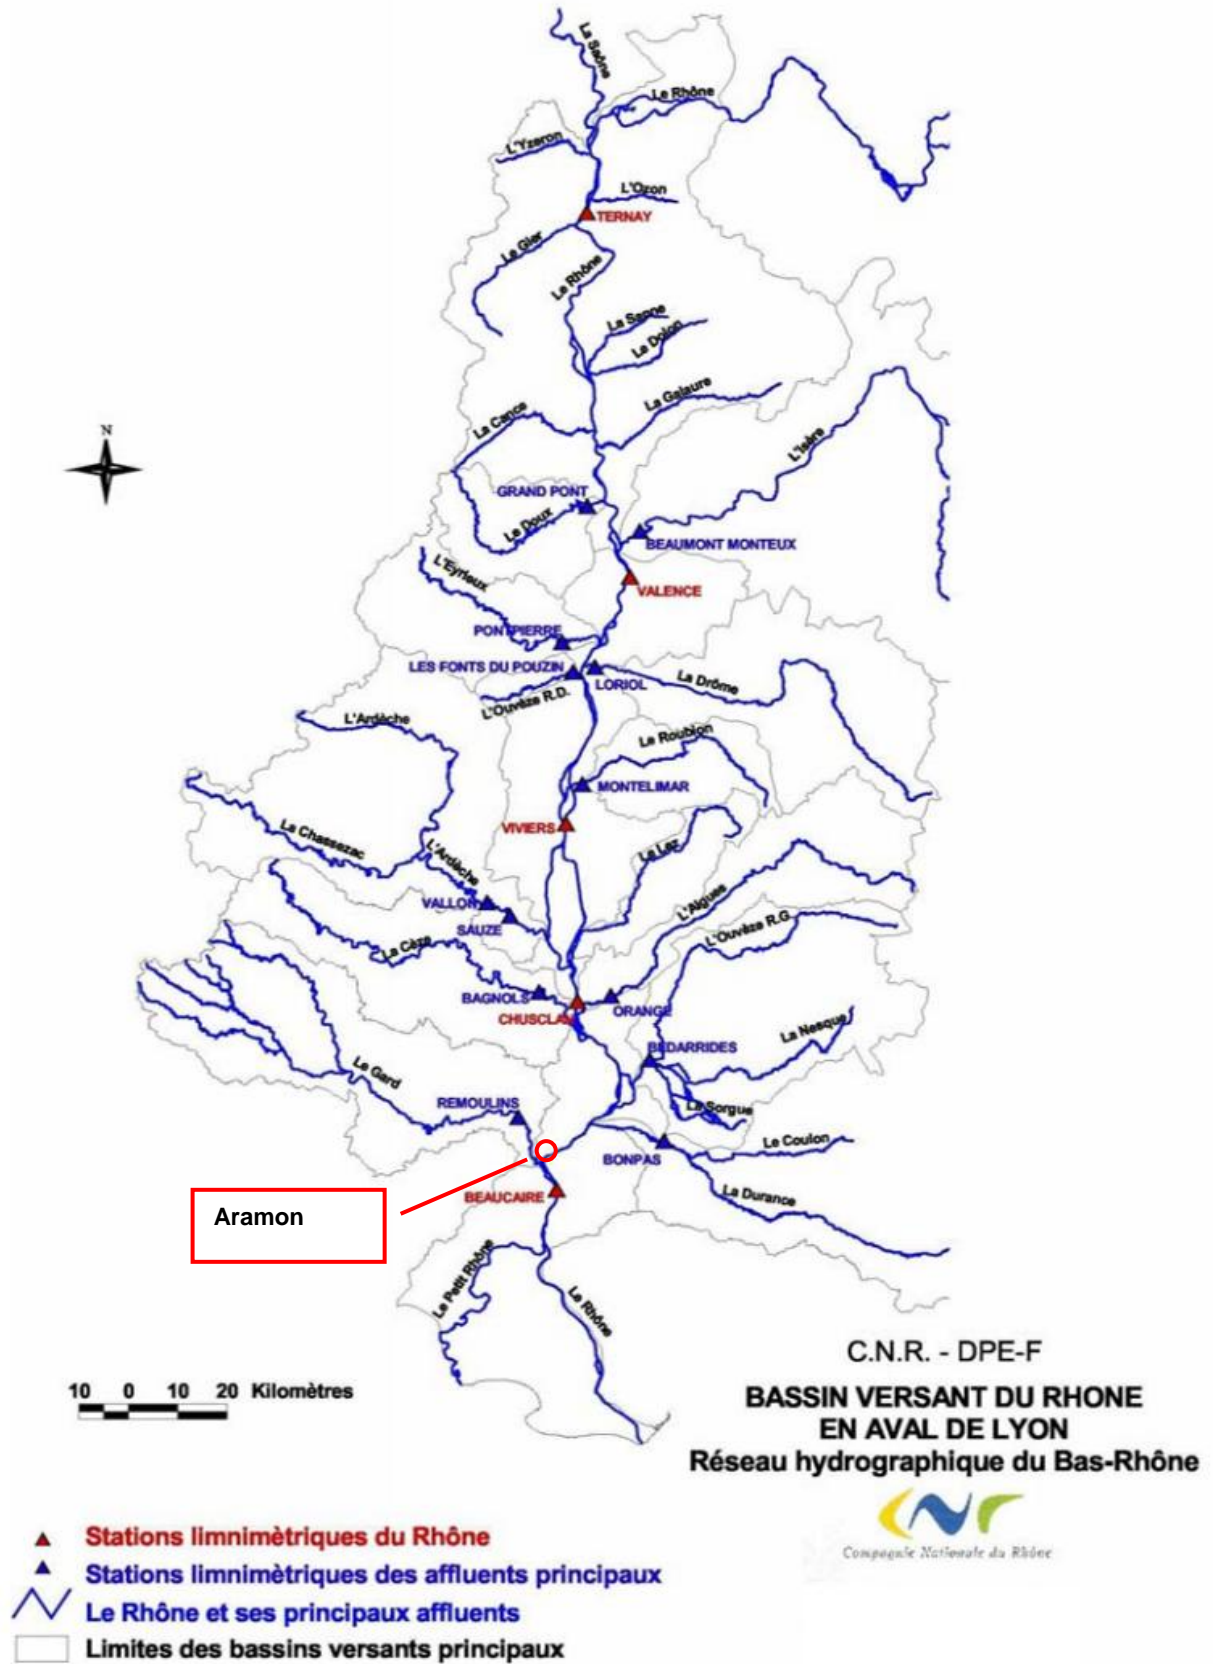 La Saône
Le Rhône
L'Yzeron
L'Ozon
TERNAY
Le Gier
Le Rhône
La Sanne
Le Dolon
La Galaure
La Cance
L'Isère
N
GRAND PONT
Le Doux
BEAUMONT MONTEUX
L'Eyrieux
VALENCE
PONTPIERRE
LES FONTS DU POUZIN
LORIOL
La Drôme
L'Ouvèze R.D.
L'Ardèche
Le Roubion
MONTELIMAR
VIVIERS
La Chassezac
L'Ardèche
Le Lez
VALLON
L'Aigues
SAUZE
L'Ouvèze R.G.
La Cèze
BAGNOLS
ORANGE
CHUSCLAN
La Nesque
BEDARRIDES
Le Gard
REMOULINS
La Sorgue
Le Coulon
BONPAS
La Durance
BEAUCAIRE
Aramon
Le Petit Rhône
Le Rhône
C.N.R. - DPE-F
10 0 10 20 Kilomètres
BASSIN VERSANT DU RHONE
EN AVAL DE LYON
Réseau hydrographique du Bas-Rhône
CNR
Compagnie Nationale du Rhône
Stations limnimètriques du Rhône
Stations limnimètriques des affluents principaux
Le Rhône et ses principaux affluents
Limites des bassins versants principaux